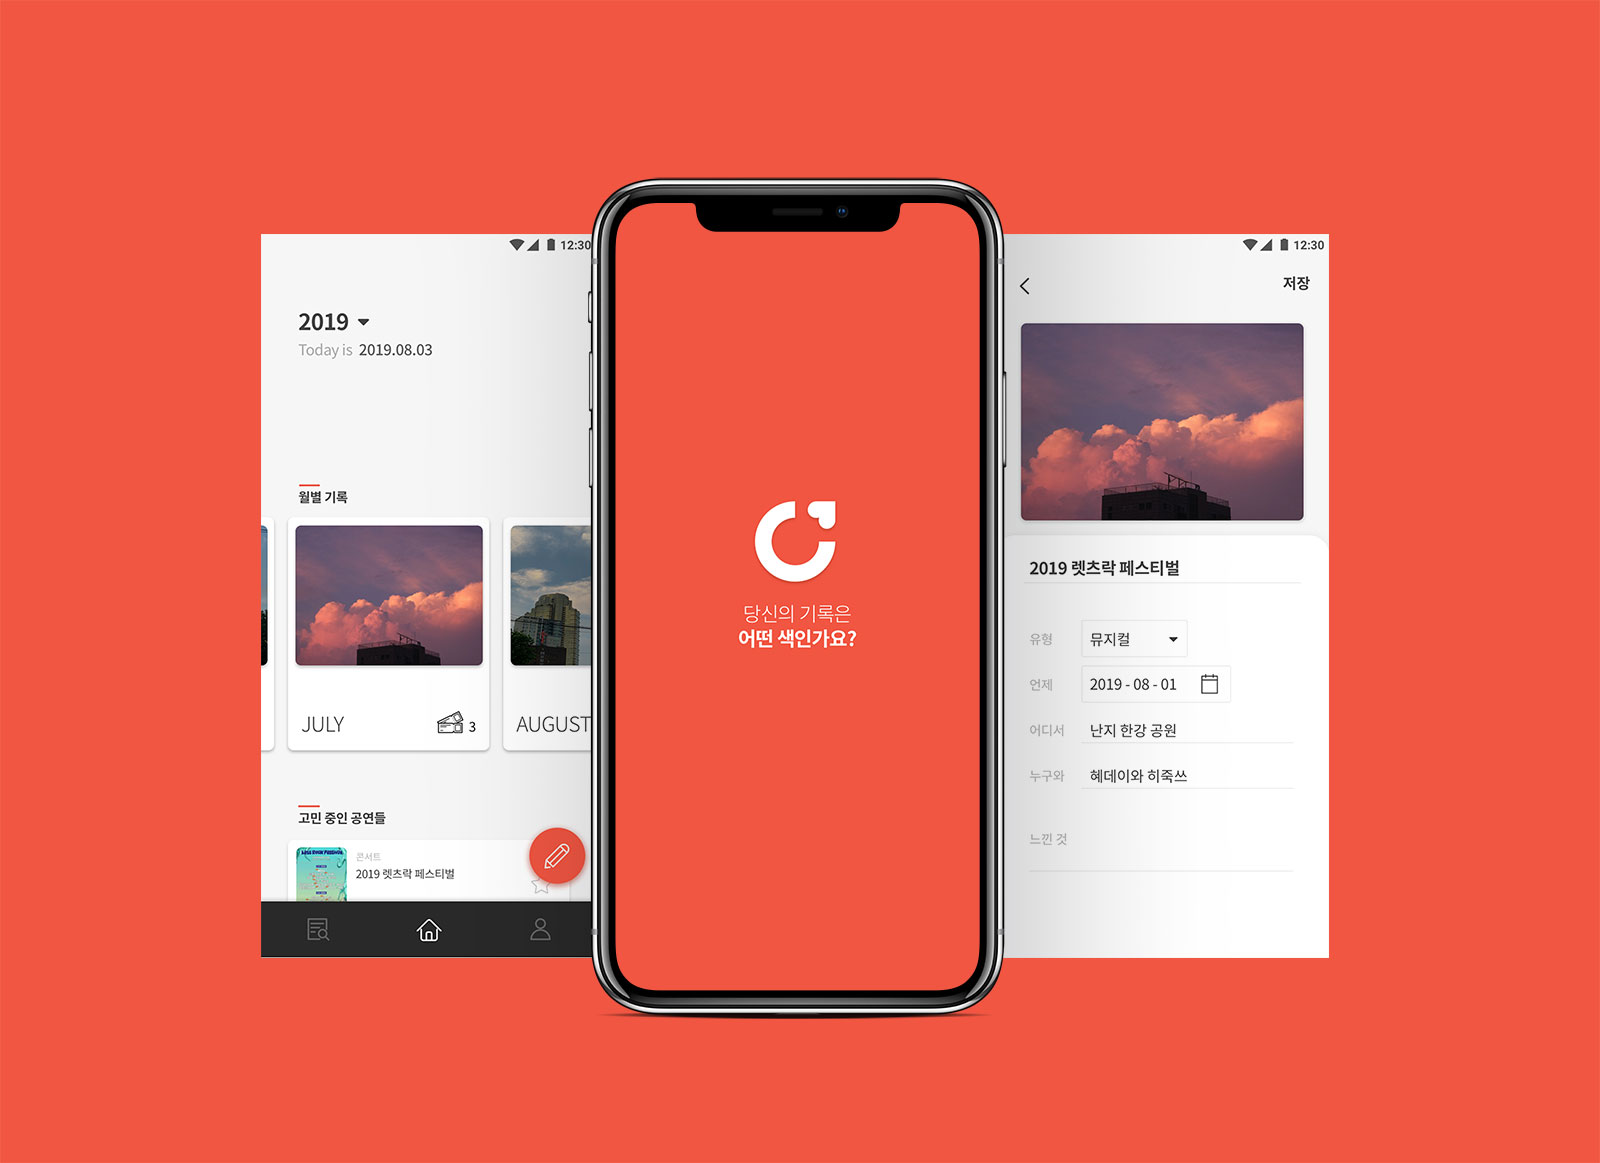 12:30
2019
Today is 2019.08.03
월별 기록
JULY
3
AUGUST
고민 중인 공연들
콘서트
2019 렛츠락 페스티벌
당신의 기록은
어떤 색인가요?
12:30
저장
2019 렛츠락 페스티벌
유형 뮤지컬
언제 2019 - 08 - 01
어디서 난지 한강 공원
누구와 혜데이와 히죽쓰
느낀 것